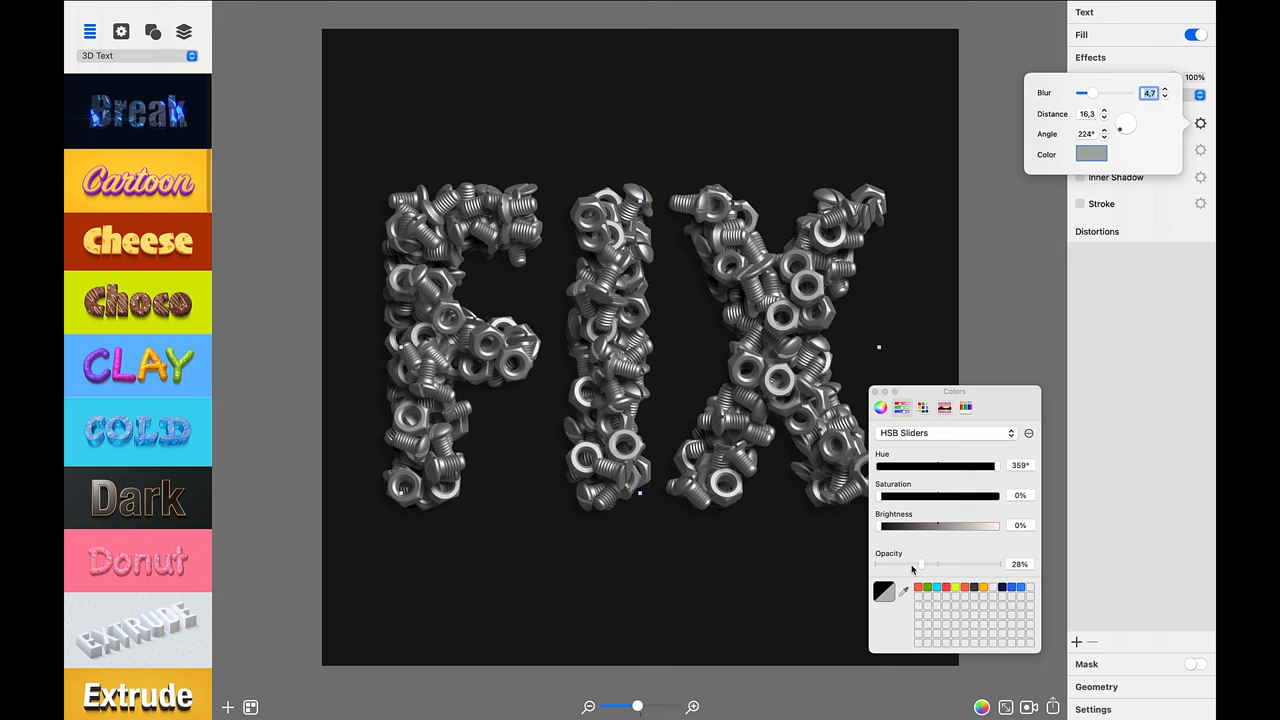 3D Text
Break
Cartoon
Cheese
Choco
CLAY
COLD
Dark
Donut
EXTRUDE
Extrude
FIX
Text
Fill
Effects
100%
Blur
4,7
Distance
16,3
Angle
224°
Color
Inner Shadow
Stroke
Distortions
Colors
HSB Sliders
Hue
359°
Saturation
0%
Brightness
0%
Opacity
28%
Mask
Geometry
Settings